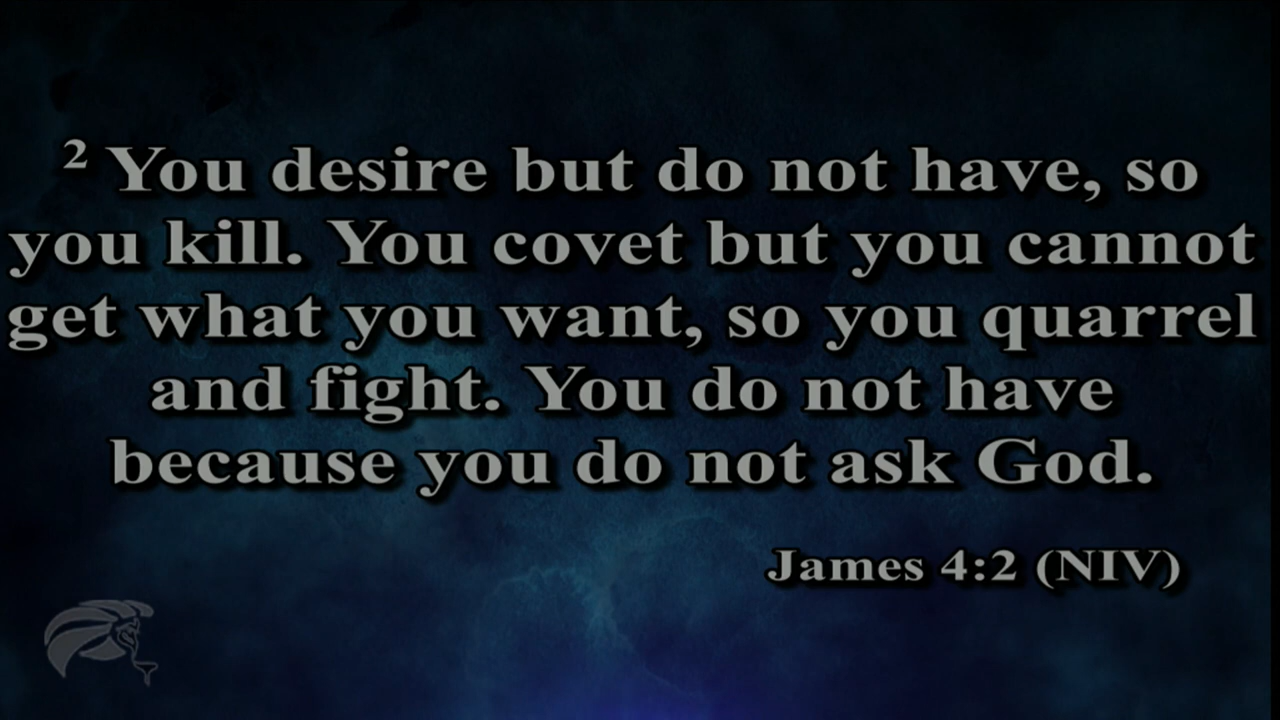 ² You desire but do not have, so
you kill. You covet but you cannot
get what you want, so you quarrel
and fight. You do not have
because you do not ask God.
James 4:2 (NIV)